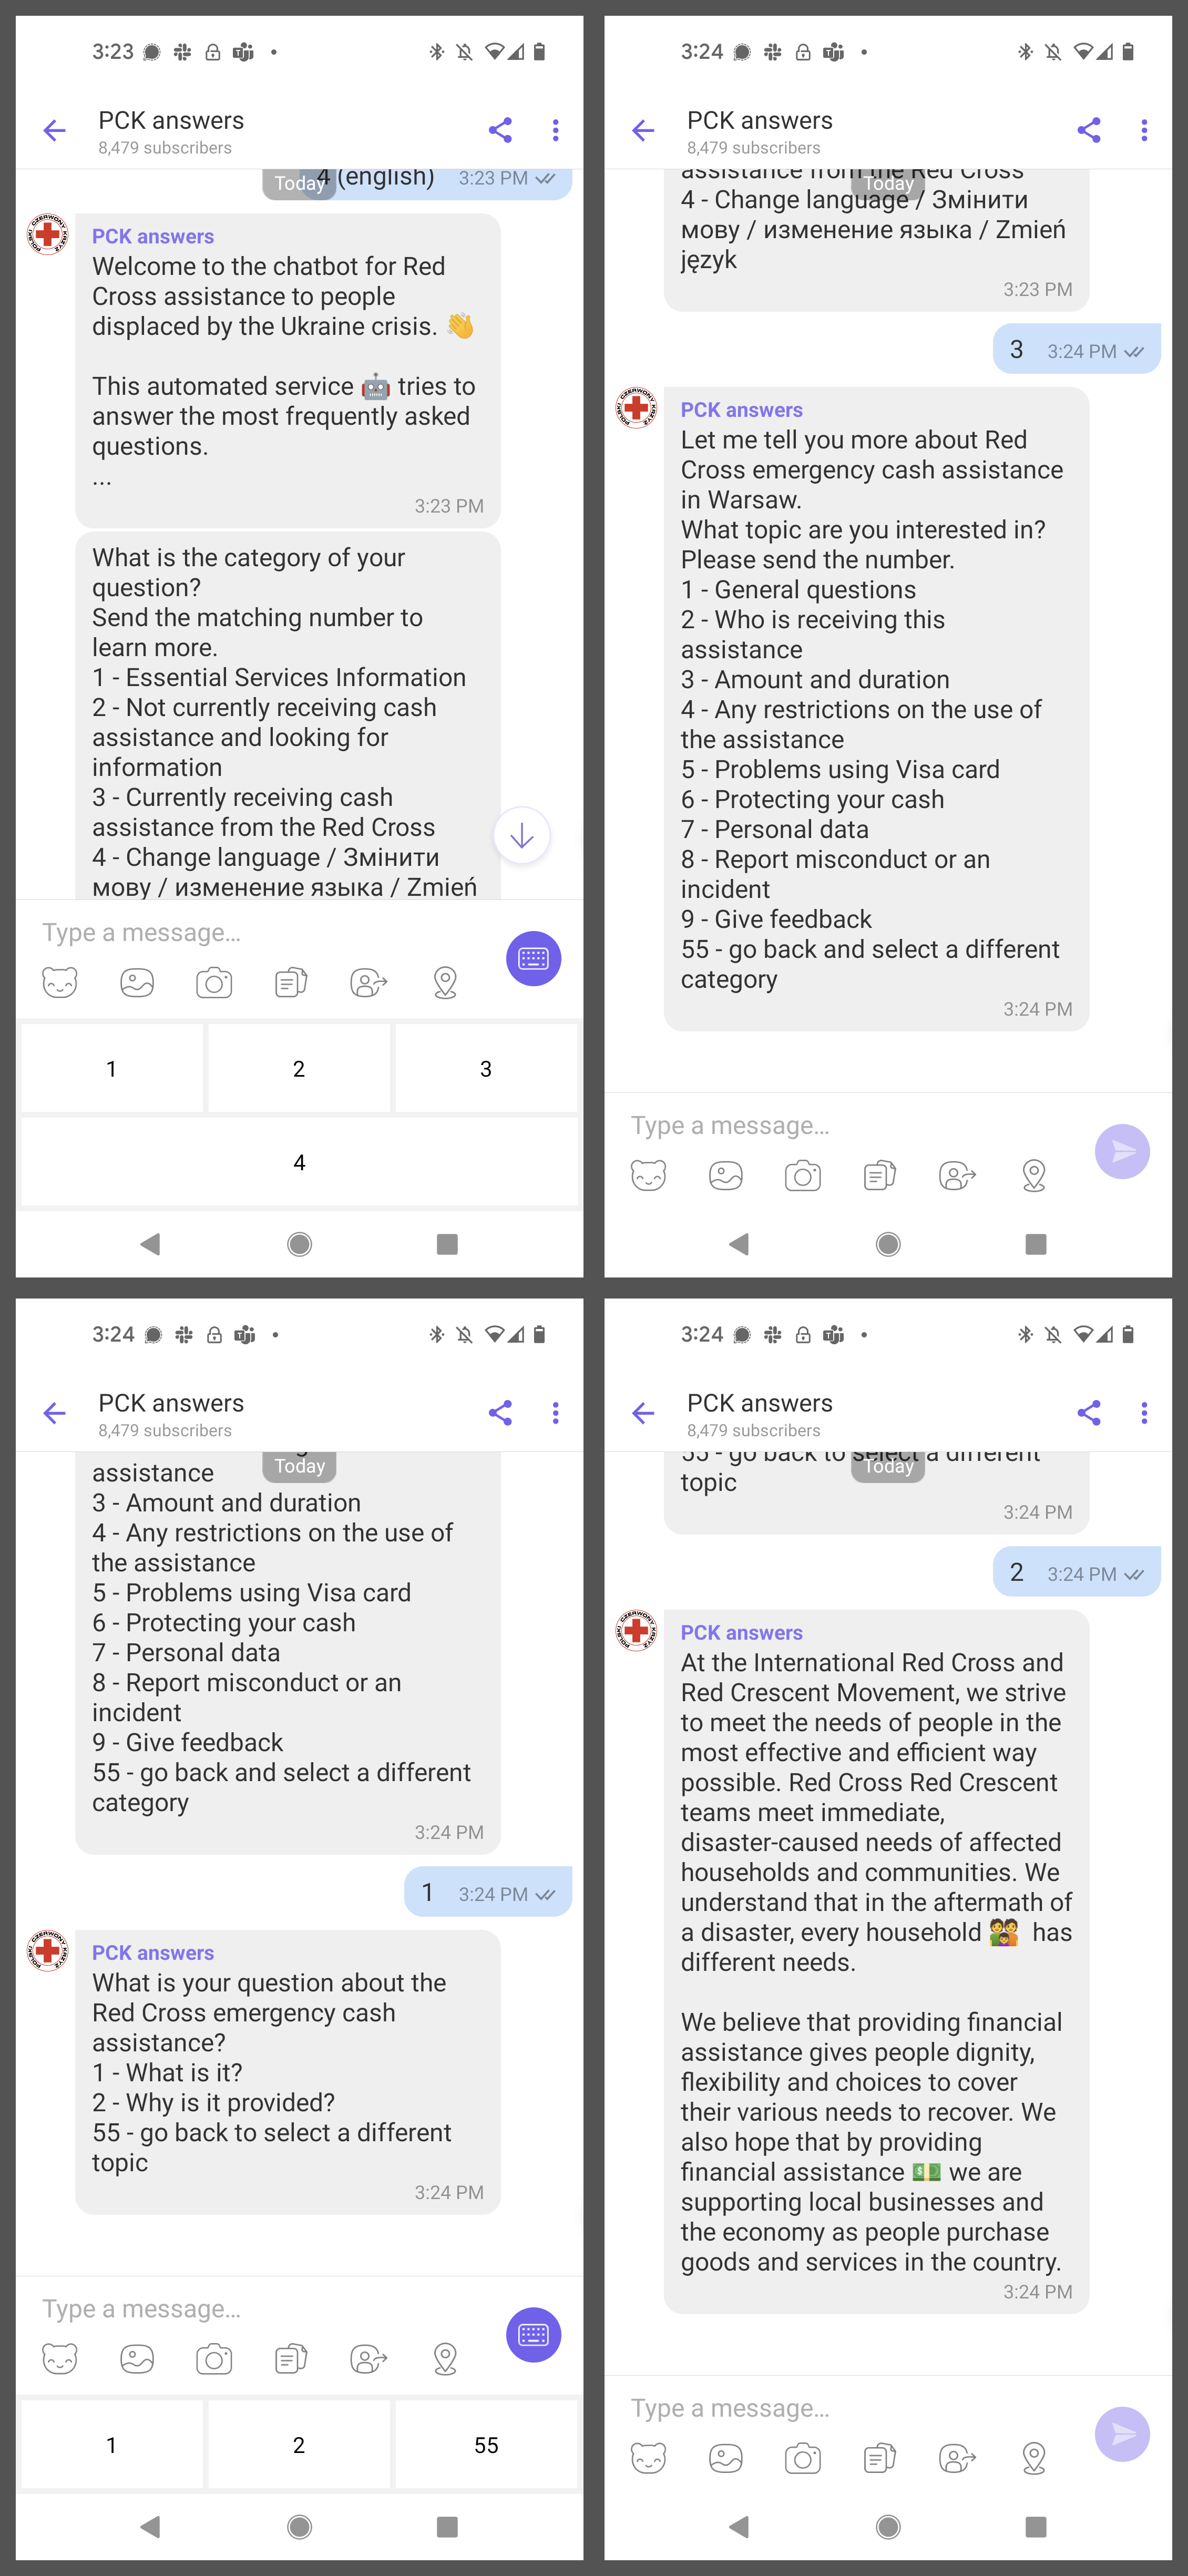 3:23
PCK answers
8,479 subscribers
Today
4 (english) 3:23 PM
PCK answers
Welcome to the chatbot for Red
Cross assistance to people
displaced by the Ukraine crisis. 👋
This automated service 🤖 tries to
answer the most frequently asked
questions.
...
3:23 PM
What is the category of your
question?
Send the matching number to
learn more.
1 - Essential Services Information
2 - Not currently receiving cash
assistance and looking for
information
3 - Currently receiving cash
assistance from the Red Cross
4 - Change language / Змінити
мову / изменение языка / Zmień
Type a message...
1 2 3
4
3:24
PCK answers
8,479 subscribers
assistance from the Red Cross
Today
4 - Change language / Змінити
мову / изменение языка / Zmień
język
3:23 PM
3 3:24 PM
POLSKI CZERWONY KRZYŻ
PCK answers
Let me tell you more about Red
Cross emergency cash assistance
in Warsaw.
What topic are you interested in?
Please send the number.
1 - General questions
2 - Who is receiving this
assistance
3 - Amount and duration
4 - Any restrictions on the use of
the assistance
5 - Problems using Visa card
6 - Protecting your cash
7 - Personal data
8 - Report misconduct or an
incident
9 - Give feedback
55 - go back and select a different
category
3:24 PM
Type a message...
3:24
PCK answers
8,479 subscribers
Today
assistance
3 - Amount and duration
4 - Any restrictions on the use of
the assistance
5 - Problems using Visa card
6 - Protecting your cash
7 - Personal data
8 - Report misconduct or an
incident
9 - Give feedback
55 - go back and select a different
category
3:24 PM
1 3:24 PM
PCK answers
What is your question about the
Red Cross emergency cash
assistance?
1 - What is it?
2 - Why is it provided?
55 - go back to select a different
topic
3:24 PM
Type a message...
1 2 55
3:24
PCK answers
8,479 subscribers
55 - go back to select a different
Today
topic
3:24 PM
2 3:24 PM
PCK answers
At the International Red Cross and
Red Crescent Movement, we strive
to meet the needs of people in the
most effective and efficient way
possible. Red Cross Red Crescent
teams meet immediate,
disaster-caused needs of affected
households and communities. We
understand that in the aftermath of
a disaster, every household 👪 has
different needs.
We believe that providing financial
assistance gives people dignity,
flexibility and choices to cover
their various needs to recover. We
also hope that by providing
financial assistance 💵 we are
supporting local businesses and
the economy as people purchase
goods and services in the country.
3:24 PM
Type a message...